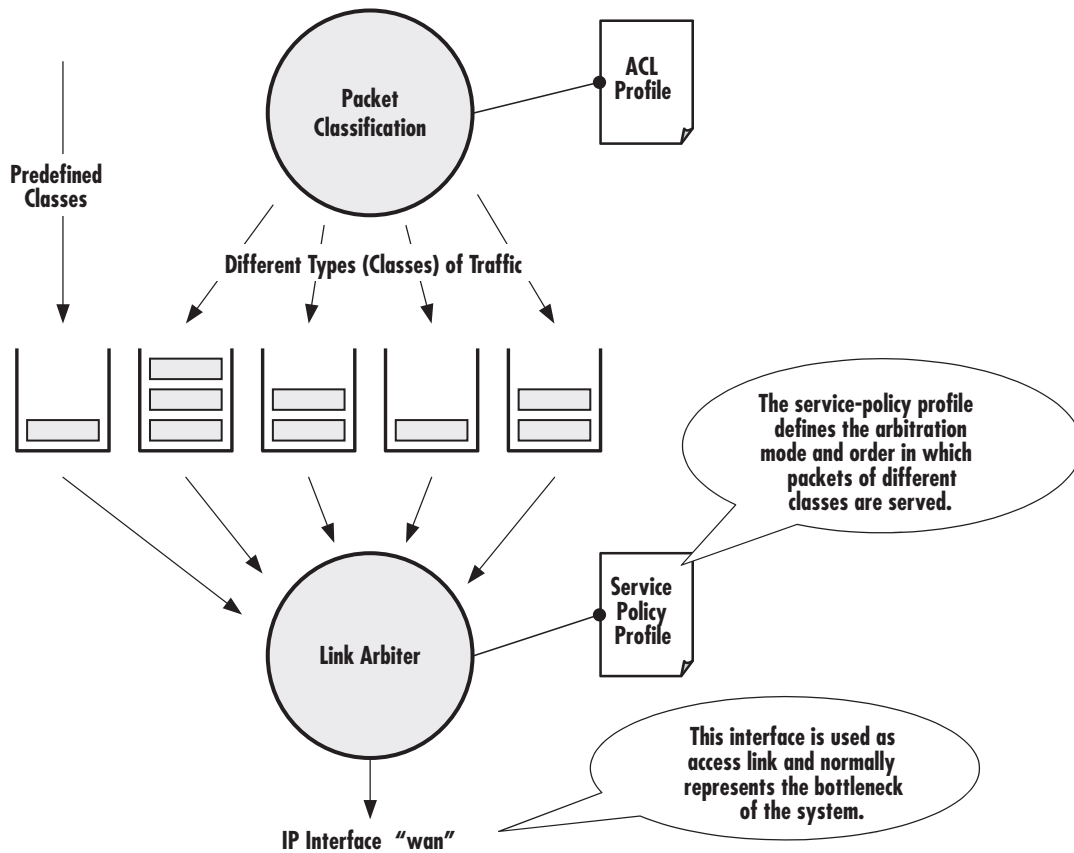 Packet
Classification
ACL
Profile
Predefined
Classes
Different Types (Classes) of Traffic
The service-policy profile
defines the arbitration
mode and order in which
packets of different
classes are served.
Service
Policy
Profile
Link Arbiter
This interface is used as
access link and normally
represents the bottleneck
of the system.
IP Interface “wan”